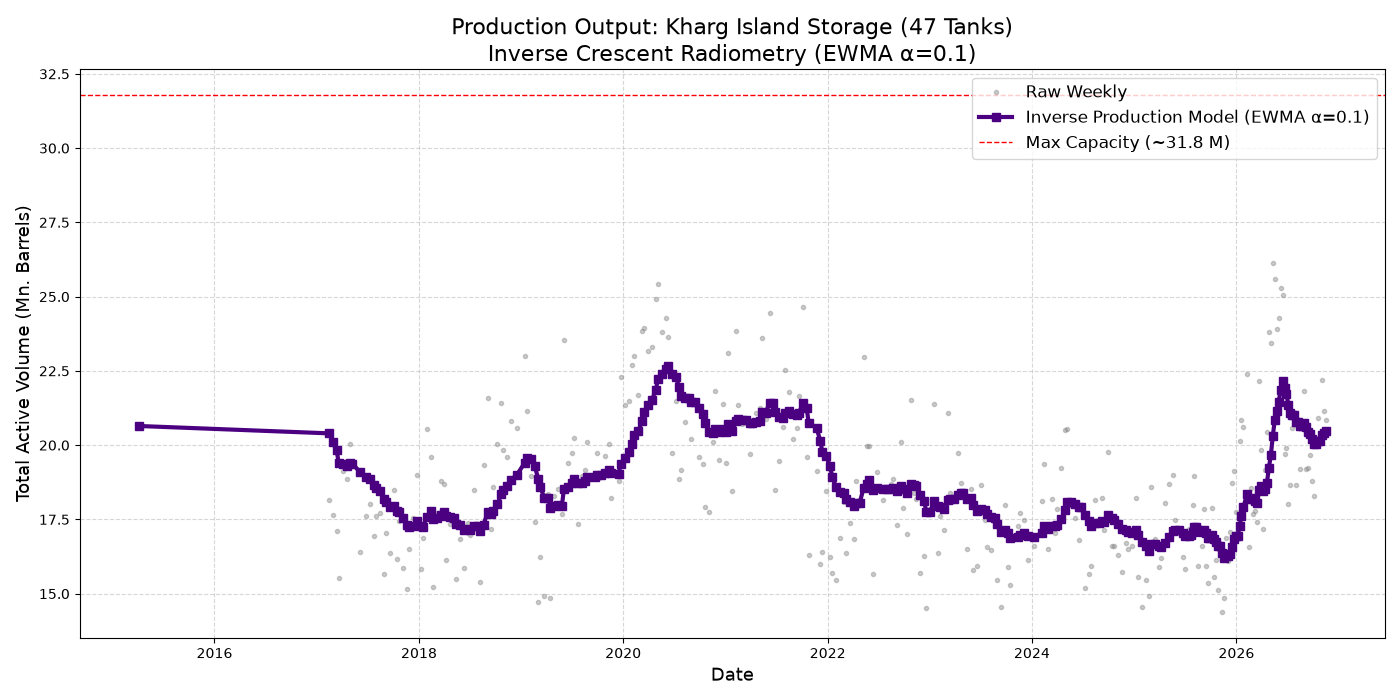 Production Output: Kharg Island Storage (47 Tanks)
Inverse Crescent Radiometry (EWMA α=0.1)
Total Active Volume (Mn. Barrels)
32.5
30.0
27.5
25.0
22.5
20.0
17.5
15.0
Raw Weekly
Inverse Production Model (EWMA α=0.1)
Max Capacity (~31.8 M)
2016
2018
2020
2022
2024
2026
Date